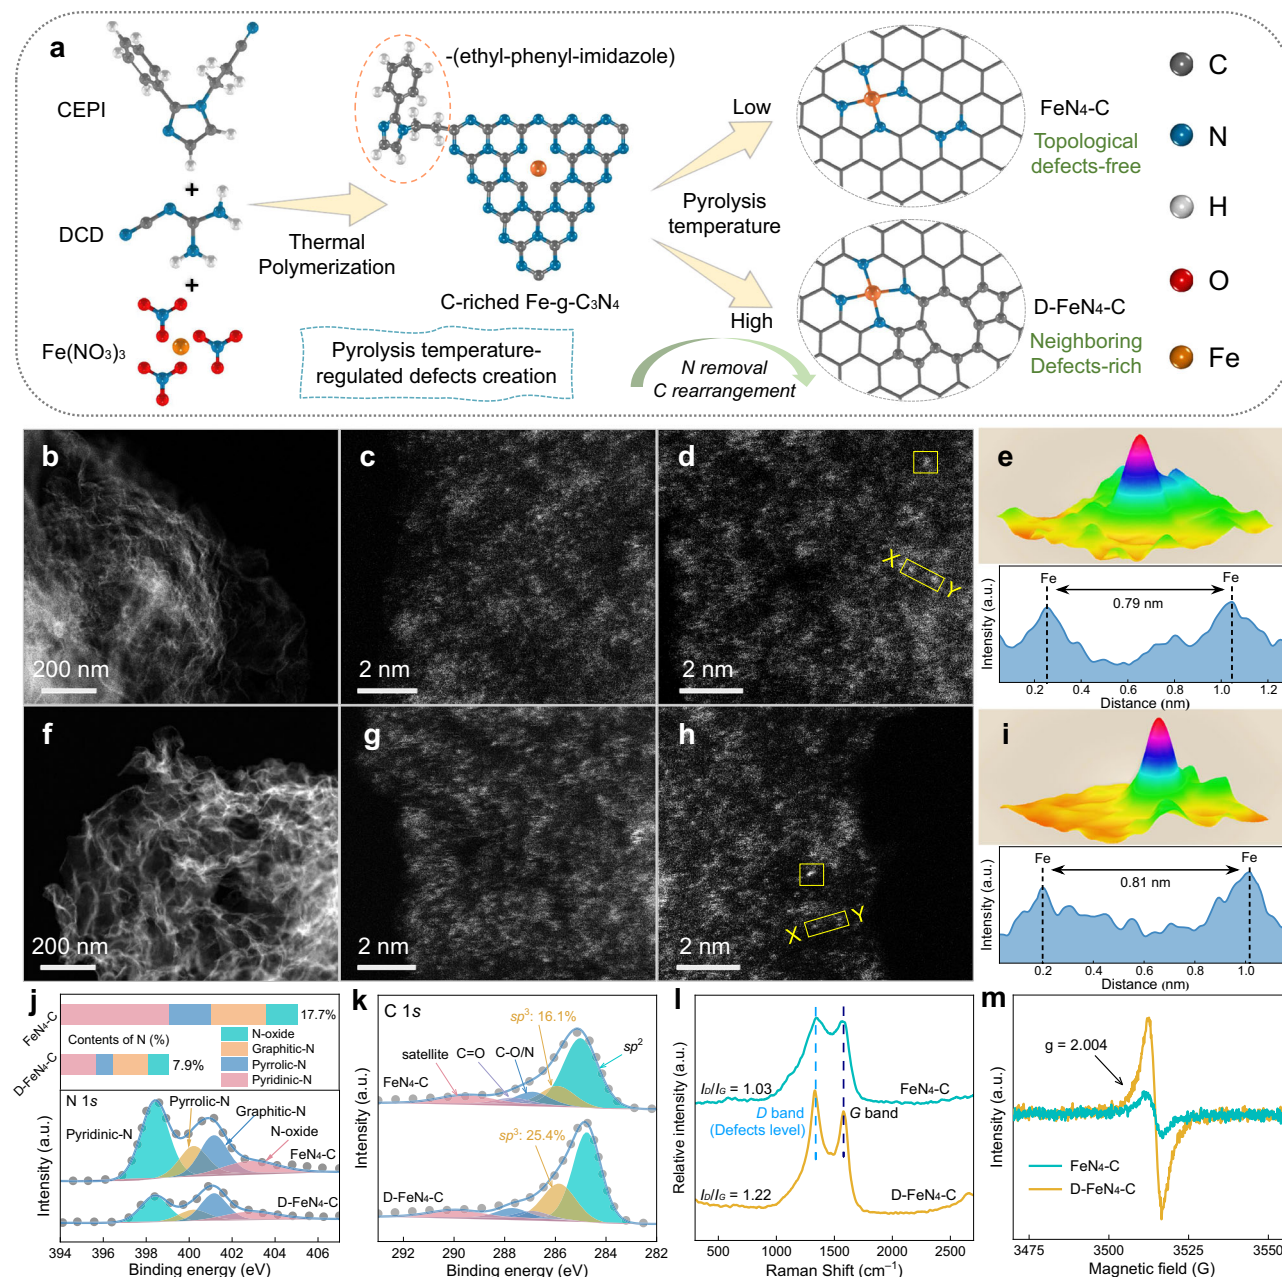 a
CEPI
+
DCD
+
Fe(NO₃)₃
Thermal
Polymerization
-(ethyl-phenyl-imidazole)
C-riched Fe-g-C₃N₄
Pyrolysis temperature-
regulated defects creation
Low
Pyrolysis
temperature
High
N removal
C rearrangement
FeN₄-C
Topological
defects-free
D-FeN₄-C
Neighboring
Defects-rich
C
N
H
O
Fe
b
200 nm
c
2 nm
d
X
Y
2 nm
e
Fe
Fe
0.79 nm
Intensity (a.u.)
0.2 0.4 0.6 0.8 1.0 1.2
Distance (nm)
f
200 nm
g
2 nm
h
X
Y
2 nm
i
Fe
Fe
0.81 nm
Intensity (a.u.)
0.2 0.4 0.6 0.8 1.0
Distance (nm)
j
FeN₄-C
17.7%
Contents of N (%)
D-FeN₄-C
7.9%
N-oxide
Graphitic-N
Pyrrolic-N
Pyridinic-N
N 1s
Pyrrolic-N
Pyridinic-N
Graphitic-N
N-oxide
FeN₄-C
D-FeN₄-C
Intensity (a.u.)
394 396 398 400 402 404 406
Binding energy (eV)
k
C 1s
sp³: 16.1%
sp²
satellite
C=O
C-O/N
FeN₄-C
sp³: 25.4%
D-FeN₄-C
Intensity (a.u.)
292 290 288 286 284 282
Binding energy (eV)
l
I_D/I_G = 1.03
FeN₄-C
D band
(Defects level)
G band
I_D/I_G = 1.22
D-FeN₄-C
Relative intensity (a.u.)
500 1000 1500 2000 2500
Raman Shift (cm⁻¹)
m
g = 2.004
FeN₄-C
D-FeN₄-C
Intensity (a.u.)
3475 3500 3525 3550
Magnetic field (G)